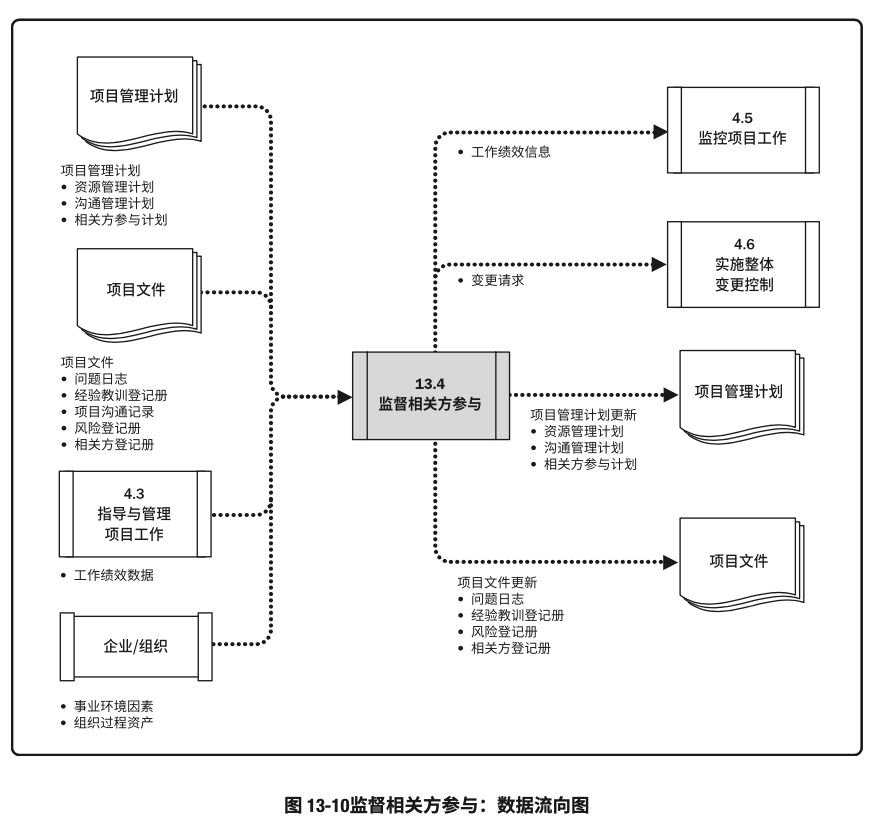 项目管理计划
项目管理计划
• 资源管理计划
• 沟通管理计划
• 相关方参与计划
项目文件
项目文件
• 问题日志
• 经验教训登记册
• 项目沟通记录
• 风险登记册
• 相关方登记册
4.3
指导与管理
项目工作
• 工作绩效数据
企业/组织
• 事业环境因素
• 组织过程资产
13.4
监督相关方参与
4.5
监控项目工作
• 工作绩效信息
4.6
实施整体
变更控制
• 变更请求
项目管理计划
项目管理计划更新
• 资源管理计划
• 沟通管理计划
• 相关方参与计划
项目文件
项目文件更新
• 问题日志
• 经验教训登记册
• 风险登记册
• 相关方登记册
图 13-10监督相关方参与：数据流向图